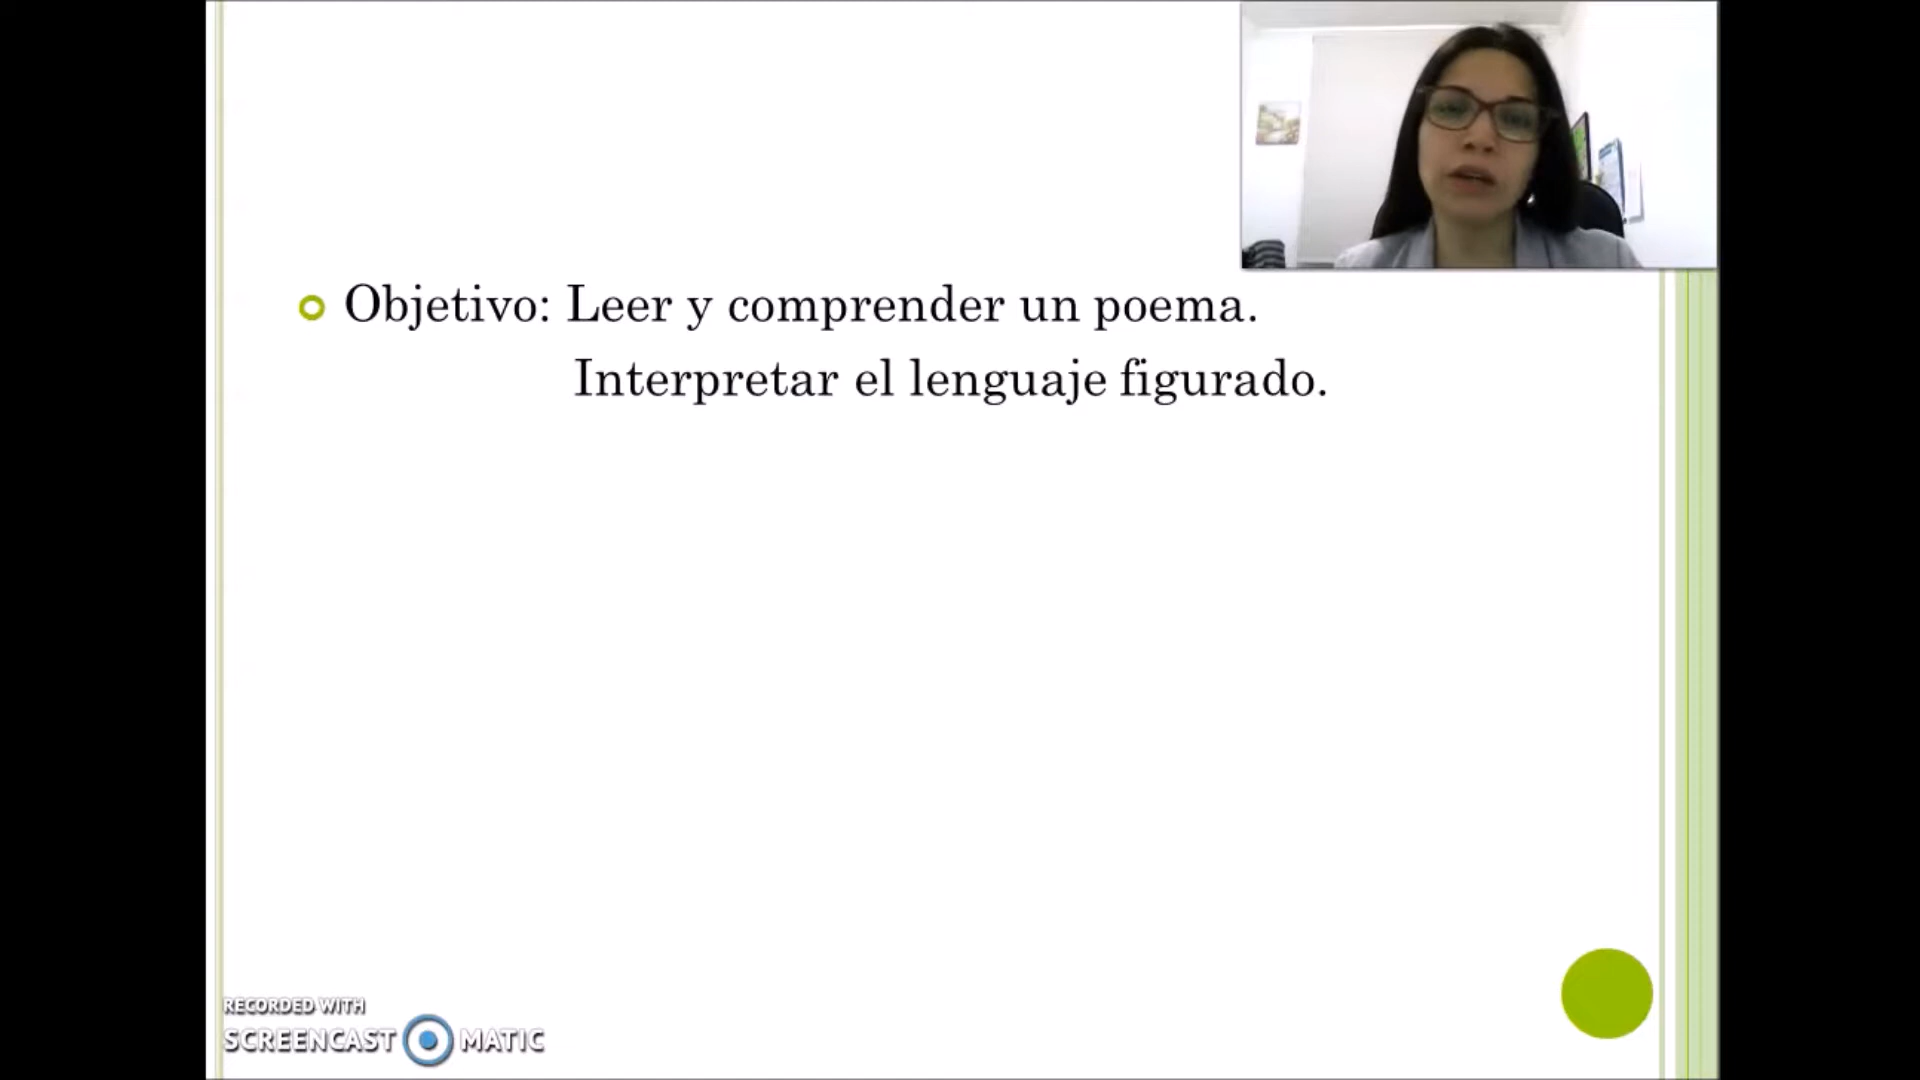 Objetivo: Leer y comprender un poema.
Interpretar el lenguaje figurado.
RECORDED WITH
SCREENCAST MATIC